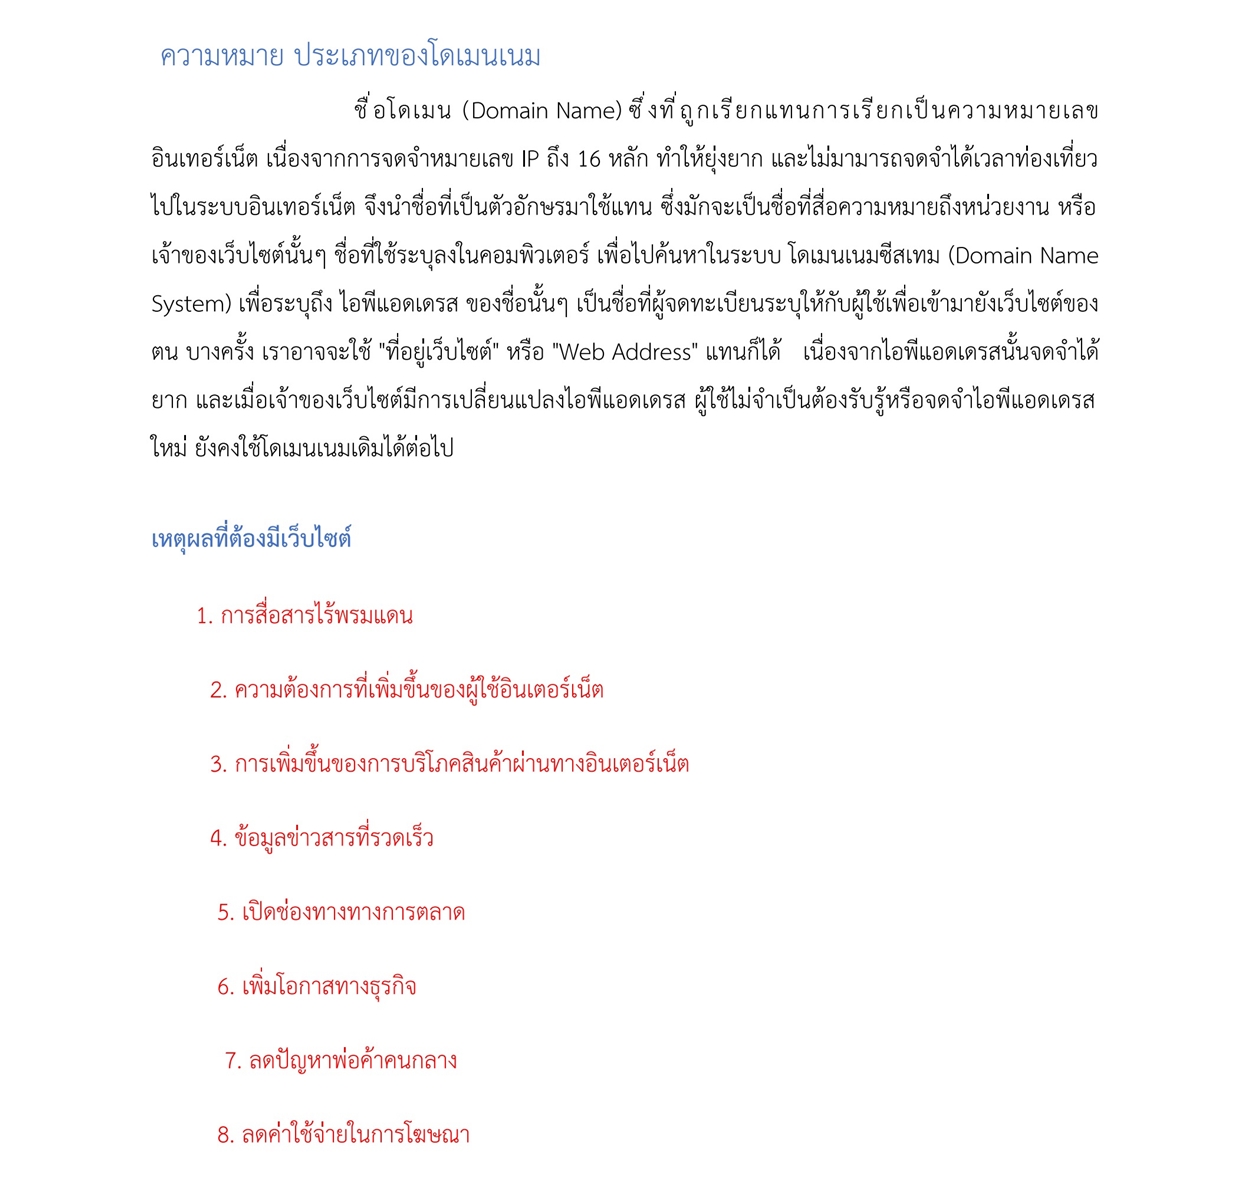 ความหมาย ประเภทของโดเมนเนม
ชื่อโดเมน (Domain Name) ซึ่งที่ถูกเรียกแทนการเรียกเป็นความหมายเลข
อินเทอร์เน็ต เนื่องจากการจดจำหมายเลข IP ถึง 16 หลัก ทำให้ยุ่งยาก และไม่มามารถจดจำได้เวลาท่องเที่ยว
ไปในระบบอินเทอร์เน็ต จึงนำชื่อที่เป็นตัวอักษรมาใช้แทน ซึ่งมักจะเป็นชื่อที่สื่อความหมายถึงหน่วยงาน หรือ
เจ้าของเว็บไซต์นั้นๆ ชื่อที่ใช้ระบุลงในคอมพิวเตอร์ เพื่อไปค้นหาในระบบ โดเมนเนมซีสเทม (Domain Name
System) เพื่อระบุถึง ไอพีแอดเดรส ของชื่อนั้นๆ เป็นชื่อที่ผู้จดทะเบียนระบุให้กับผู้ใช้เพื่อเข้ามายังเว็บไซต์ของ
ตน บางครั้ง เราอาจจะใช้ "ที่อยู่เว็บไซต์" หรือ "Web Address" แทนก็ได้ เนื่องจากไอพีแอดเดรสนั้นจดจำได้
ยาก และเมื่อเจ้าของเว็บไซต์มีการเปลี่ยนแปลงไอพีแอดเดรส ผู้ใช้ไม่จำเป็นต้องรับรู้หรือจดจำไอพีแอดเดรส
ใหม่ ยังคงใช้โดเมนเนมเดิมได้ต่อไป
เหตุผลที่ต้องมีเว็บไซต์
1. การสื่อสารไร้พรมแดน
2. ความต้องการที่เพิ่มขึ้นของผู้ใช้อินเตอร์เน็ต
3. การเพิ่มขึ้นของการบริโภคสินค้าผ่านทางอินเตอร์เน็ต
4. ข้อมูลข่าวสารที่รวดเร็ว
5. เปิดช่องทางทางการตลาด
6. เพิ่มโอกาสทางธุรกิจ
7. ลดปัญหาพ่อค้าคนกลาง
8. ลดค่าใช้จ่ายในการโฆษณา